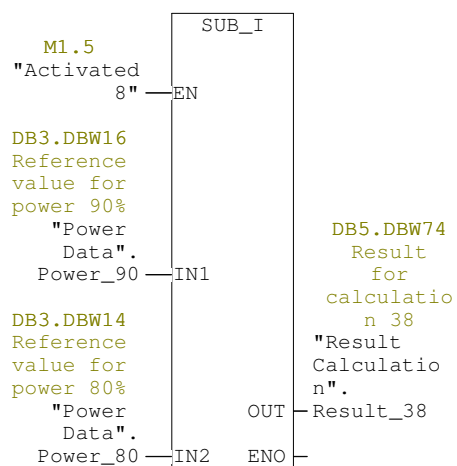 SUB_I
M1.5
"Activated
8"
EN
DB3.DBW16
Reference
value for
power 90%
"Power
Data".
Power_90
IN1
DB5.DBW74
Result
for
calculatio
n 38
"Result
Calculatio
n".
Result_38
OUT
DB3.DBW14
Reference
value for
power 80%
"Power
Data".
Power_80
IN2
ENO